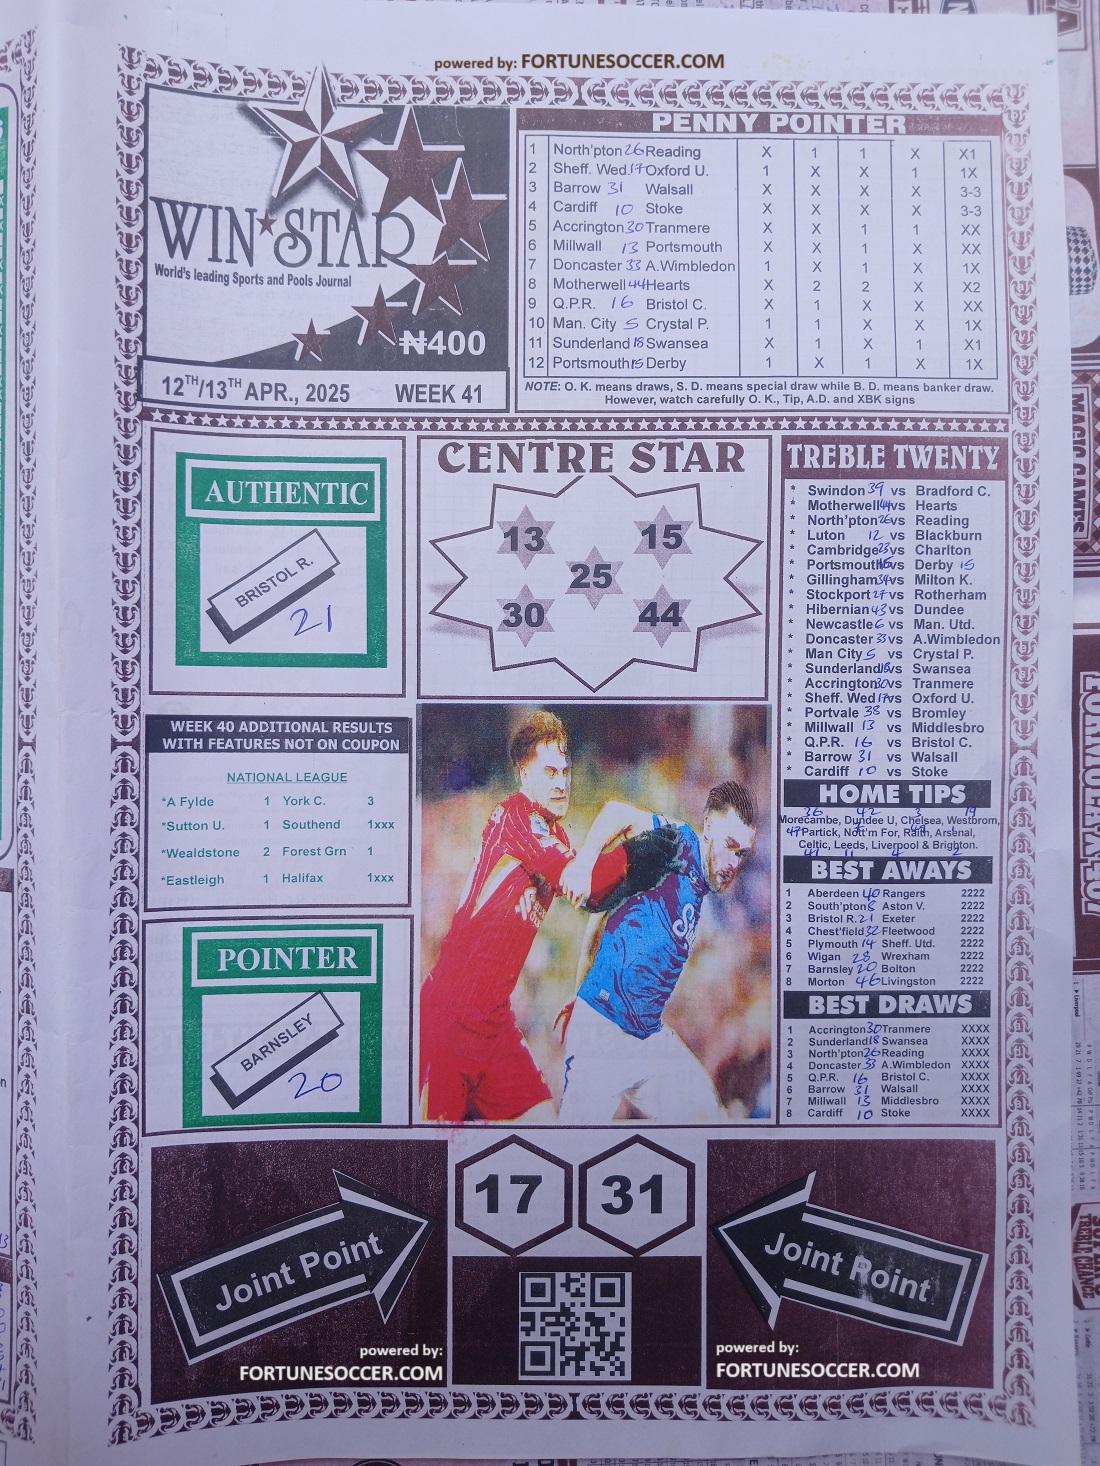 powered by: FORTUNESOCCER.COM
WIN★STAR
World's leading Sports and Pools Journal
₦400
12TH/13TH APR., 2025 WEEK 41
PENNY POINTER
1 North'pton 26 Reading X 1 1 X X1
2 Sheff. Wed. 17 Oxford U. 1 X X 1 1X
3 Barrow 31 Walsall X X X X 3-3
4 Cardiff 10 Stoke X X X X 3-3
5 Accrington 30 Tranmere X X 1 1 XX
6 Millwall 13 Portsmouth X X 1 X XX
7 Doncaster 33 A.Wimbledon 1 X 1 X 1X
8 Motherwell 44 Hearts X 2 2 X X2
9 Q.P.R. 16 Bristol C. X 1 X X XX
10 Man. City 5 Crystal P. 1 1 X X 1X
11 Sunderland 18 Swansea X 1 X 1 X1
12 Portsmouth 15 Derby 1 X 1 X 1X
NOTE: O. K. means draws, S. D. means special draw while B. D. means banker draw.
However, watch carefully O. K., Tip, A.D. and XBK signs
AUTHENTIC
BRISTOL R.
21
CENTRE STAR
13 15
25
30 44
TREBLE TWENTY
* Swindon 39 vs Bradford C.
* Motherwell 44 vs Hearts
* North'pton 26 vs Reading
* Luton 12 vs Blackburn
* Cambridge 23 vs Charlton
* Portsmouth vs Derby 15
* Gillingham 34 vs Milton K.
* Stockport 27 vs Rotherham
* Hibernian 43 vs Dundee
* Newcastle 6 vs Man. Utd.
* Doncaster 33 vs A.Wimbledon
* Man City 5 vs Crystal P.
* Sunderland 18 vs Swansea
* Accrington 30 vs Tranmere
* Sheff. Wed 17 vs Oxford U.
* Portvale 38 vs Bromley
* Millwall 13 vs Middlesbro
* Q.P.R. 16 vs Bristol C.
* Barrow 31 vs Walsall
* Cardiff 10 vs Stoke
WEEK 40 ADDITIONAL RESULTS
WITH FEATURES NOT ON COUPON
NATIONAL LEAGUE
*A Fylde 1 York C. 3
*Sutton U. 1 Southend 1xxx
*Wealdstone 2 Forest Grn 1
*Eastleigh 1 Halifax 1xxx
HOME TIPS
36 42 3 19
Morecambe, Dundee U, Chelsea, Westbrom,
47 Partick, Nott'm For, Raith, Arsenal,
Celtic, Leeds, Liverpool & Brighton.
41 11 4 2
BEST AWAYS
1 Aberdeen 40 Rangers 2222
2 South'pton 8 Aston V. 2222
3 Bristol R. 21 Exeter 2222
4 Chest'field 32 Fleetwood 2222
5 Plymouth 14 Sheff. Utd. 2222
6 Wigan 28 Wrexham 2222
7 Barnsley 20 Bolton 2222
8 Morton 46 Livingston 2222
POINTER
BARNSLEY
20
BEST DRAWS
1 Accrington 30 Tranmere XXXX
2 Sunderland 18 Swansea XXXX
3 North'pton 26 Reading XXXX
4 Doncaster 33 A.Wimbledon XXXX
5 Q.P.R. 16 Bristol C. XXXX
6 Barrow 31 Walsall XXXX
7 Millwall 13 Middlesbro XXXX
8 Cardiff 10 Stoke XXXX
Joint Point
17 31
Joint Point
powered by:
FORTUNESOCCER.COM
powered by:
FORTUNESOCCER.COM
MAGIC GAMES